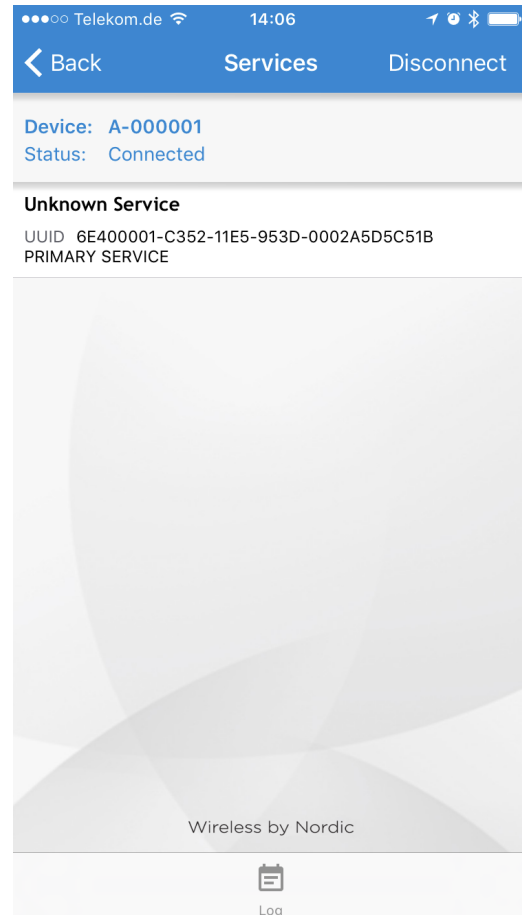 Telekom.de 14:06
Back Services Disconnect
Device: A-000001
Status: Connected
Unknown Service
UUID 6E400001-C352-11E5-953D-0002A5D5C51B
PRIMARY SERVICE
Wireless by Nordic
Log